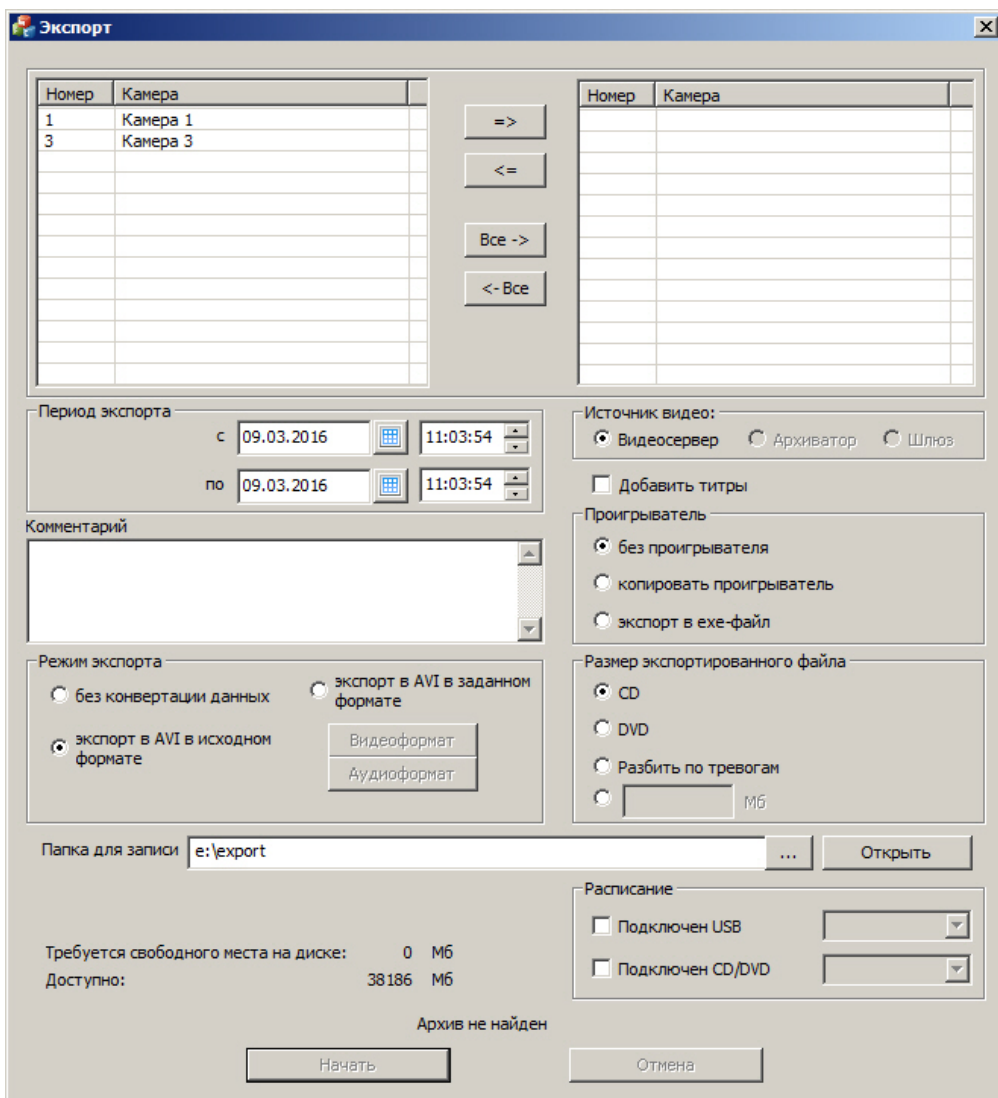 Экспорт
Номер Камера
1 Камера 1
3 Камера 3
=>
<=
Все ->
<- Все
Номер Камера
Период экспорта
с 09.03.2016 11:03:54
по 09.03.2016 11:03:54
Источник видео:
Видеосервер Архиватор Шлюз
Добавить титры
Комментарий
Проигрыватель
без проигрывателя
копировать проигрыватель
экспорт в exe-файл
Режим экспорта
без конвертации данных
экспорт в AVI в заданном
формате
экспорт в AVI в исходном
формате
Видеоформат
Аудиоформат
Размер экспортированного файла
CD
DVD
Разбить по тревогам
Мб
Папка для записи e:\export ... Открыть
Расписание
Подключен USB
Подключен CD/DVD
Требуется свободного места на диске: 0 Мб
Доступно: 38186 Мб
Архив не найден
Начать Отмена